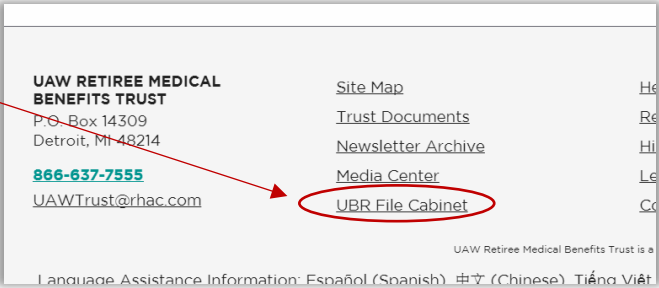 UAW RETIREE MEDICAL
BENEFITS TRUST
P.O. Box 14309
Detroit, MI 48214
866-637-7555
UAWTrust@rhac.com
Site Map
Trust Documents
Newsletter Archive
Media Center
UBR File Cabinet
UAW Retiree Medical Benefits Trust is a
Language Assistance Information: Español (Spanish), 中文 (Chinese), Tiếng Việt